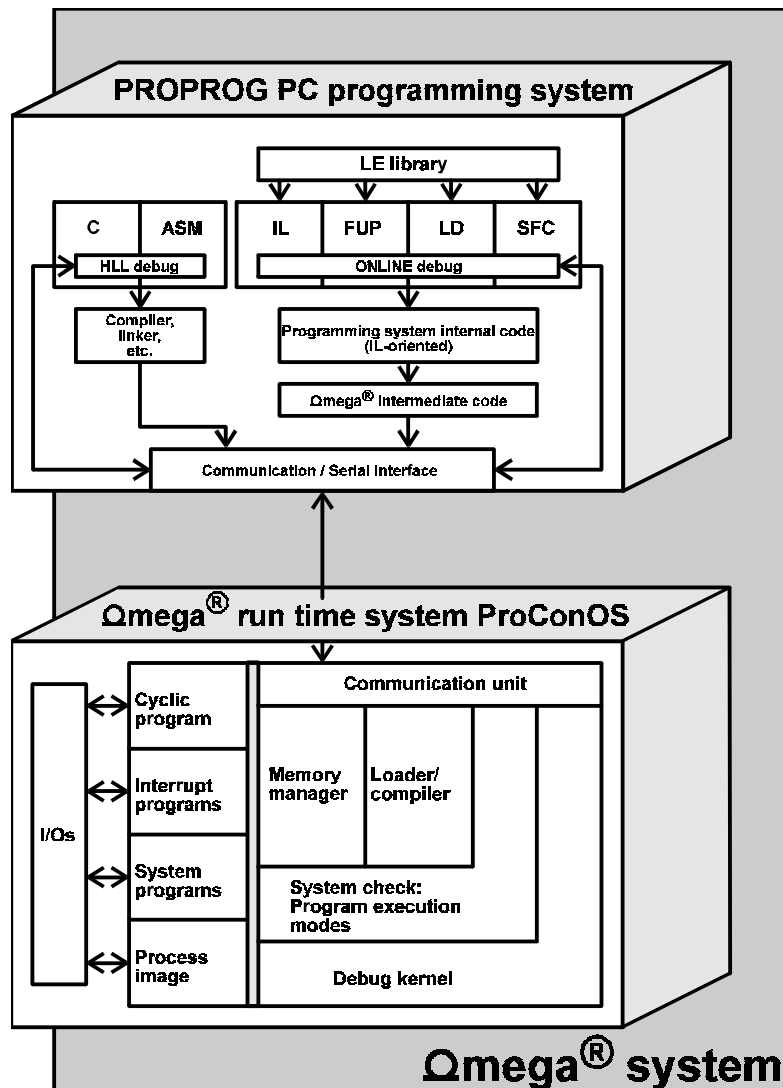 PROPROG PC programming system
LE library
C
ASM
IL
FUP
LD
SFC
HLL debug
ONLINE debug
Compiler,
linker,
etc.
Programming system internal code
(IL-oriented)
Ωmega® intermediate code
Communication / Serial interface
Ωmega® run time system ProConOS
Communication unit
Cyclic
program
Interrupt
programs
System
programs
Process
image
I/Os
Memory
manager
Loader/
compiler
System check:
Program execution
modes
Debug kernel
Ωmega® system